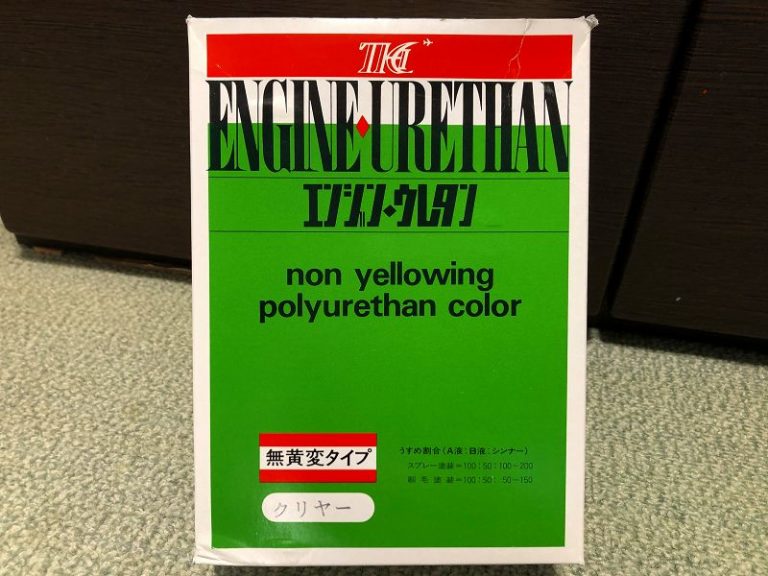 ENGINE◆URETHAN
エンジン◆ウレタン
non yellowing
polyurethan color
無黄変タイプ
うすめ割合(A液:B液:シンナー)
スプレー塗装=100:50:100~200
刷毛塗装=100:50:50~150
クリヤー